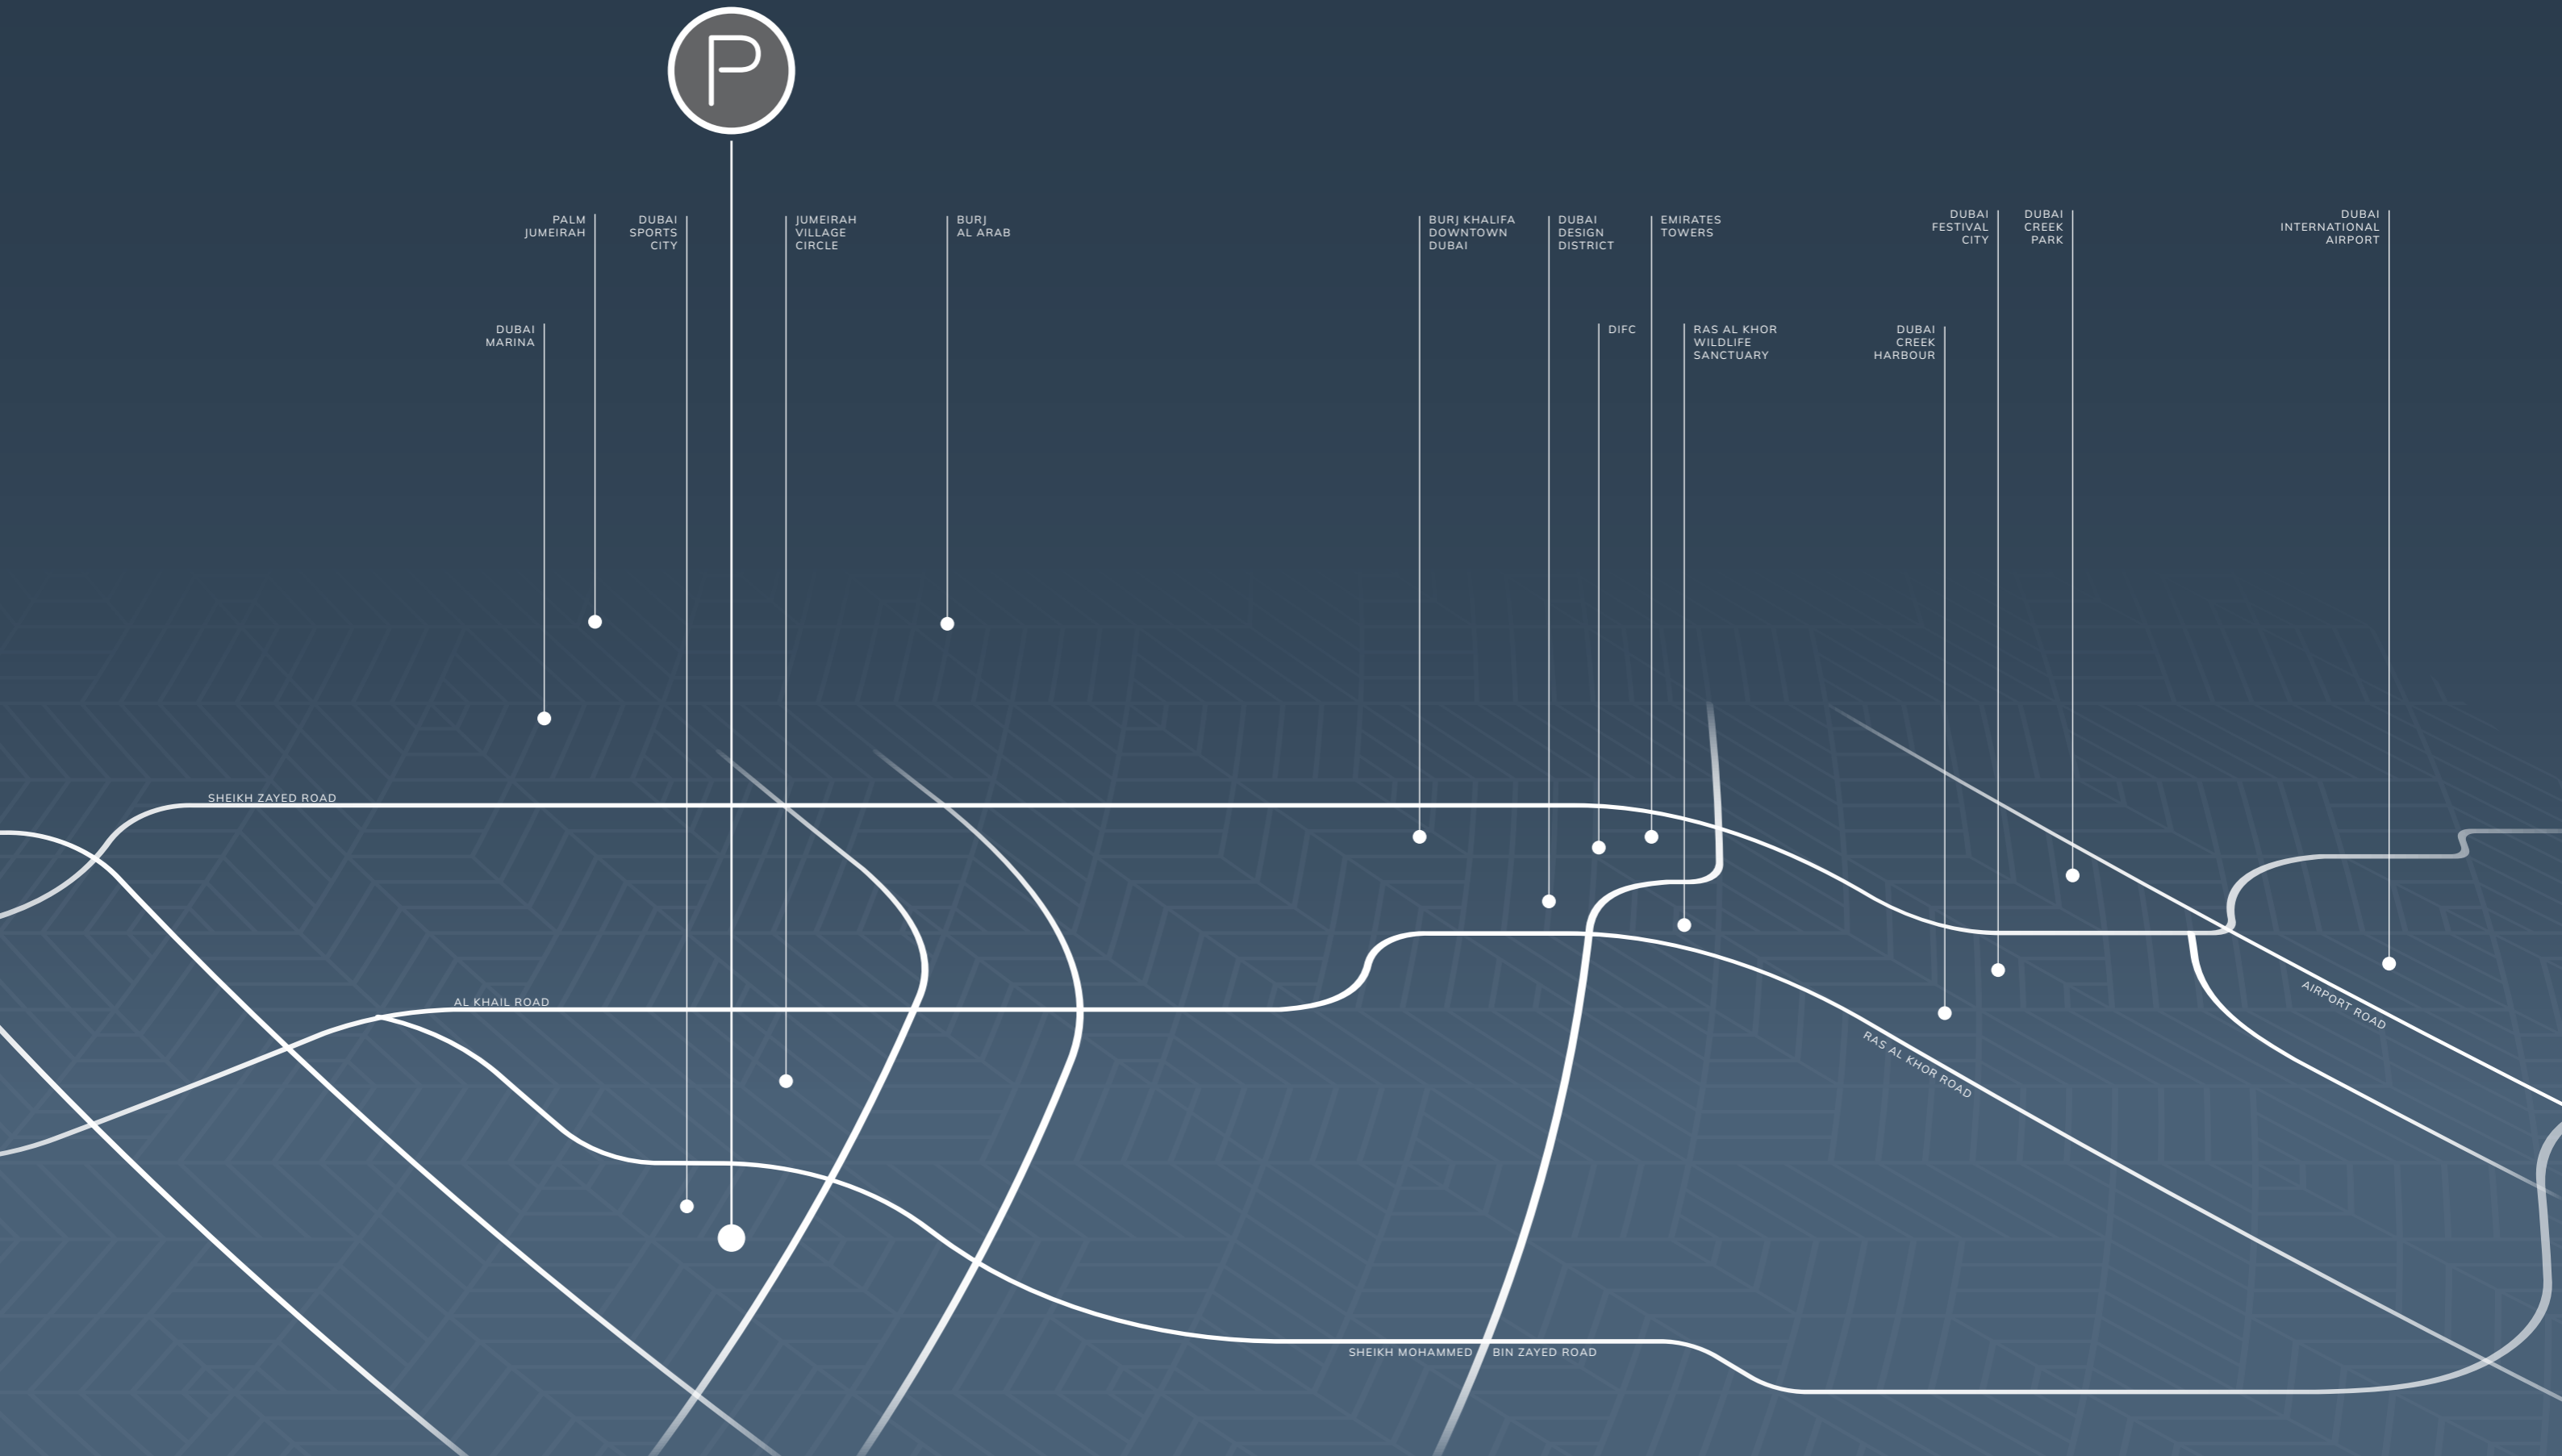 P
PALM
JUMEIRAH
DUBAI
SPORTS
CITY
JUMEIRAH
VILLAGE
CIRCLE
BURJ
AL ARAB
BURJ KHALIFA
DOWNTOWN
DUBAI
DUBAI
DESIGN
DISTRICT
EMIRATES
TOWERS
DUBAI
FESTIVAL
CITY
DUBAI
CREEK
PARK
DUBAI
INTERNATIONAL
AIRPORT
DUBAI
MARINA
DIFC
RAS AL KHOR
WILDLIFE
SANCTUARY
DUBAI
CREEK
HARBOUR
SHEIKH ZAYED ROAD
AL KHAIL ROAD
AIRPORT ROAD
RAS AL KHOR ROAD
SHEIKH MOHAMMED BIN ZAYED ROAD